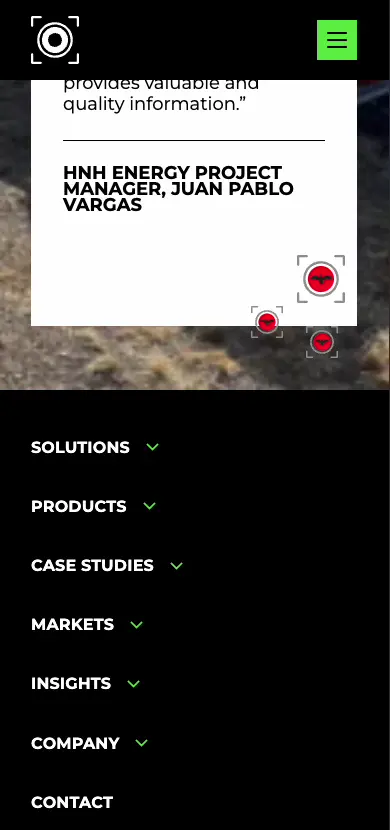 provides valuable and
quality information.”
HNH ENERGY PROJECT
MANAGER, JUAN PABLO
VARGAS
SOLUTIONS
PRODUCTS
CASE STUDIES
MARKETS
INSIGHTS
COMPANY
CONTACT